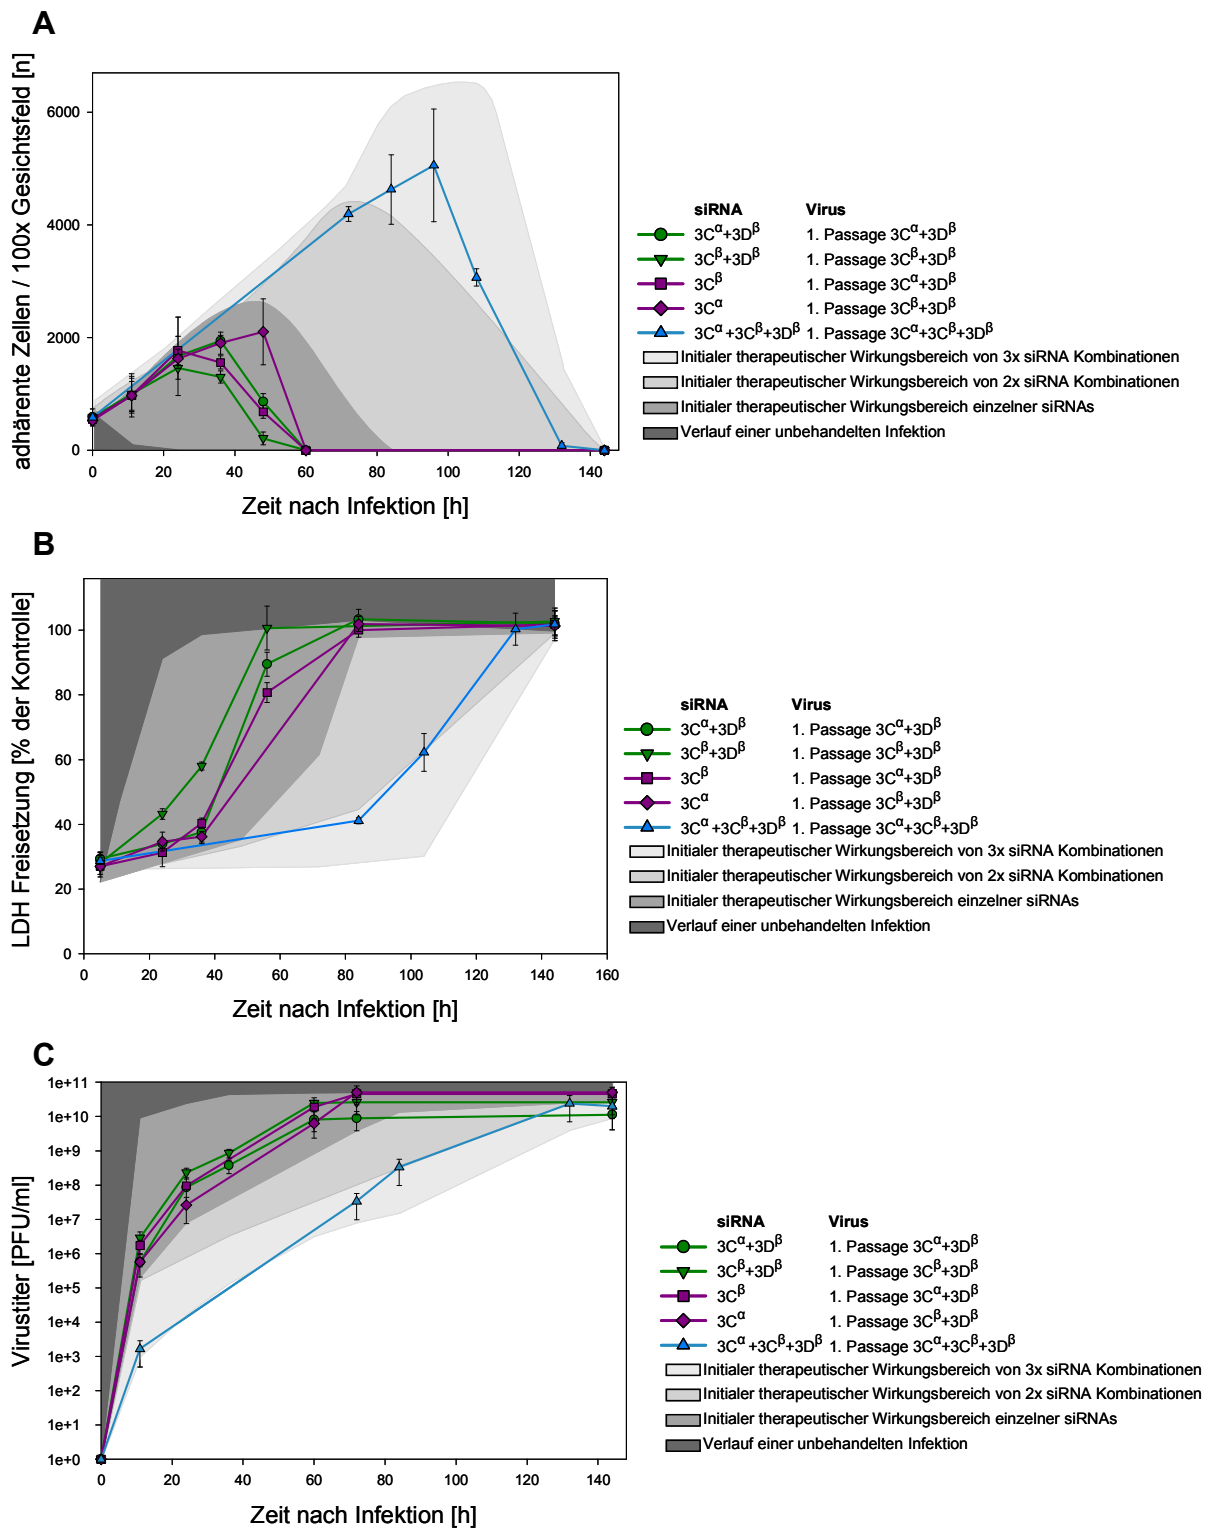 A
adhärente Zellen / 100x Gesichtsfeld [n]
6000
4000
2000
0
0 20 40 60 80 100 120 140
Zeit nach Infektion [h]
siRNA Virus
3Cα+3Dβ 1. Passage 3Cα+3Dβ
3Cβ+3Dβ 1. Passage 3Cβ+3Dβ
3Cβ 1. Passage 3Cα+3Dβ
3Cα 1. Passage 3Cβ+3Dβ
3Cα+3Cβ+3Dβ 1. Passage 3Cα+3Cβ+3Dβ
Initialer therapeutischer Wirkungsbereich von 3x siRNA Kombinationen
Initialer therapeutischer Wirkungsbereich von 2x siRNA Kombinationen
Initialer therapeutischer Wirkungsbereich einzelner siRNAs
Verlauf einer unbehandelten Infektion
B
LDH Freisetzung [% der Kontrolle]
100
80
60
40
20
0
0 20 40 60 80 100 120 140 160
Zeit nach Infektion [h]
siRNA Virus
3Cα+3Dβ 1. Passage 3Cα+3Dβ
3Cβ+3Dβ 1. Passage 3Cβ+3Dβ
3Cβ 1. Passage 3Cα+3Dβ
3Cα 1. Passage 3Cβ+3Dβ
3Cα+3Cβ+3Dβ 1. Passage 3Cα+3Cβ+3Dβ
Initialer therapeutischer Wirkungsbereich von 3x siRNA Kombinationen
Initialer therapeutischer Wirkungsbereich von 2x siRNA Kombinationen
Initialer therapeutischer Wirkungsbereich einzelner siRNAs
Verlauf einer unbehandelten Infektion
C
Virustiter [PFU/ml]
1e+11
1e+10
1e+9
1e+8
1e+7
1e+6
1e+5
1e+4
1e+3
1e+2
1e+1
1e+0
0 20 40 60 80 100 120 140
Zeit nach Infektion [h]
siRNA Virus
3Cα+3Dβ 1. Passage 3Cα+3Dβ
3Cβ+3Dβ 1. Passage 3Cβ+3Dβ
3Cβ 1. Passage 3Cα+3Dβ
3Cα 1. Passage 3Cβ+3Dβ
3Cα+3Cβ+3Dβ 1. Passage 3Cα+3Cβ+3Dβ
Initialer therapeutischer Wirkungsbereich von 3x siRNA Kombinationen
Initialer therapeutischer Wirkungsbereich von 2x siRNA Kombinationen
Initialer therapeutischer Wirkungsbereich einzelner siRNAs
Verlauf einer unbehandelten Infektion